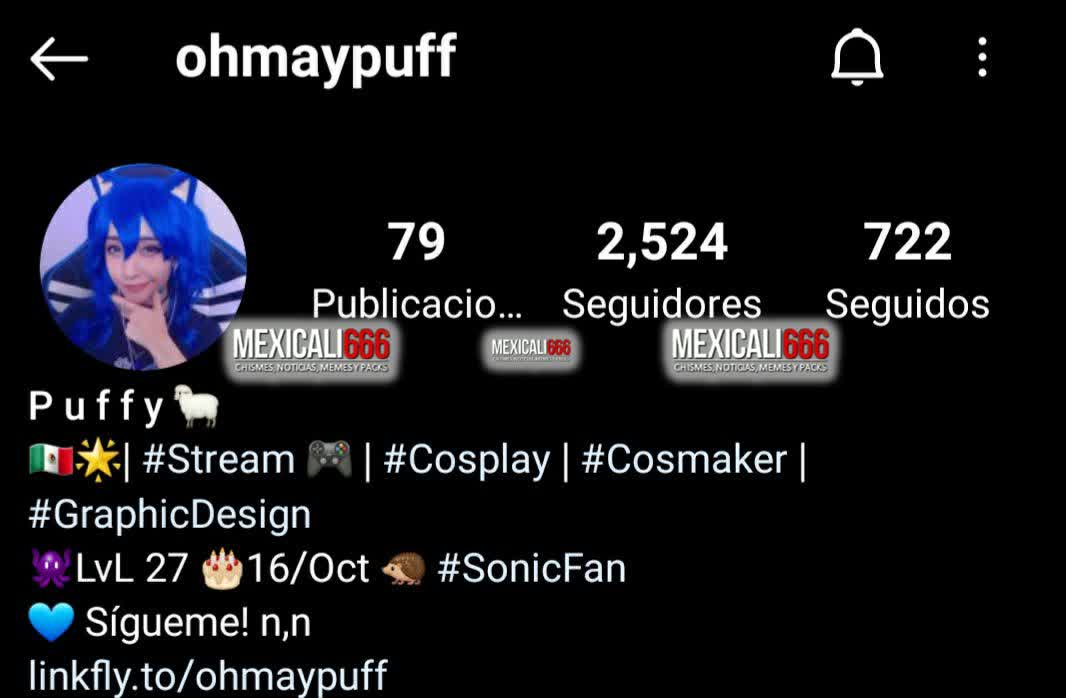 ohmaypuff
79 2,524 722
Publicacio... Seguidores Seguidos
MEXICALI666 MEXICALI666 MEXICALI666
CHISMES, NOTICIAS, MEMES Y PACKS CHISMES, NOTICIAS, MEMES Y PACKS
P u f f y 🐑
🇲🇽🌟| #Stream 🎮 | #Cosplay | #Cosmaker |
#GraphicDesign
🐙LvL 27 🎂16/Oct 🦔 #SonicFan
💙 Sígueme! n,n
linkfly.to/ohmaypuff